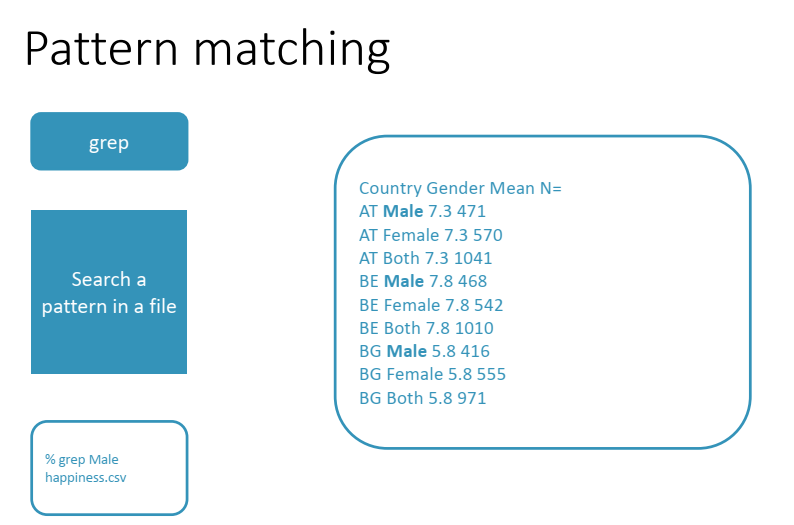 Pattern matching
grep
Search a
pattern in a file
% grep Male
happiness.csv
Country Gender Mean N=
AT Male 7.3 471
AT Female 7.3 570
AT Both 7.3 1041
BE Male 7.8 468
BE Female 7.8 542
BE Both 7.8 1010
BG Male 5.8 416
BG Female 5.8 555
BG Both 5.8 971